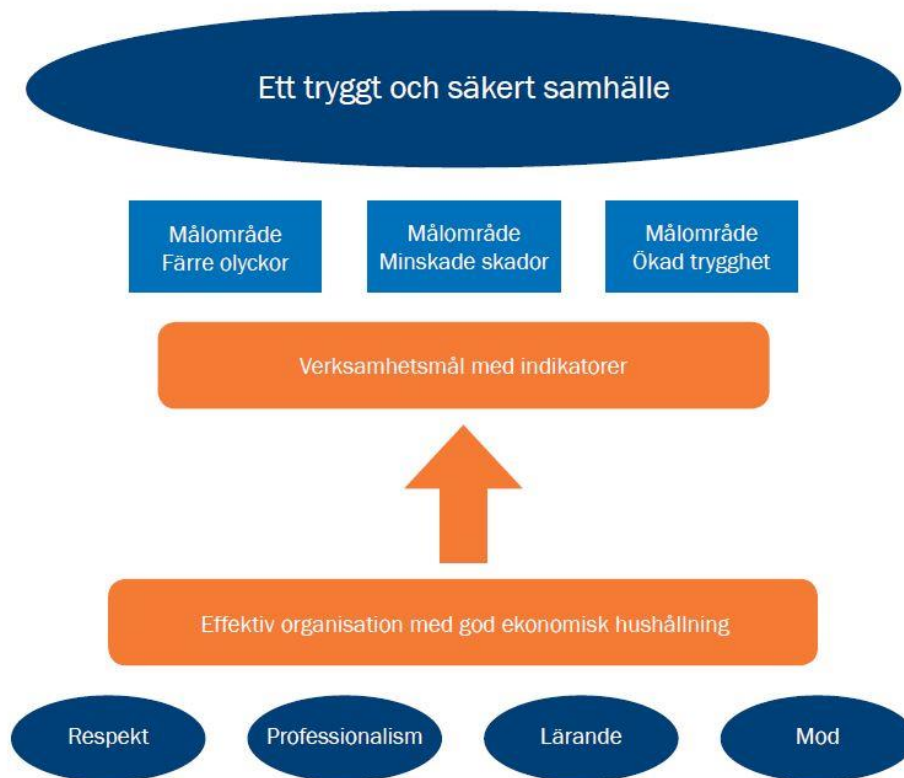 Ett tryggt och säkert samhälle
Målområde
Färre olyckor
Målområde
Minskade skador
Målområde
Ökad trygghet
Verksamhetsmål med indikatorer
Effektiv organisation med god ekonomisk hushållning
Respekt
Professionalism
Lärande
Mod